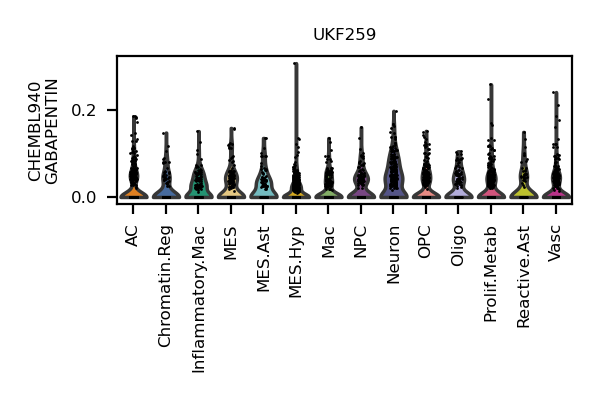 UKF259
CHEMBL940
GABAPENTIN
0.2
0.0
AC
Chromatin.Reg
Inflammatory.Mac
MES
MES.Ast
MES.Hyp
Mac
NPC
Neuron
OPC
Oligo
Prolif.Metab
Reactive.Ast
Vasc